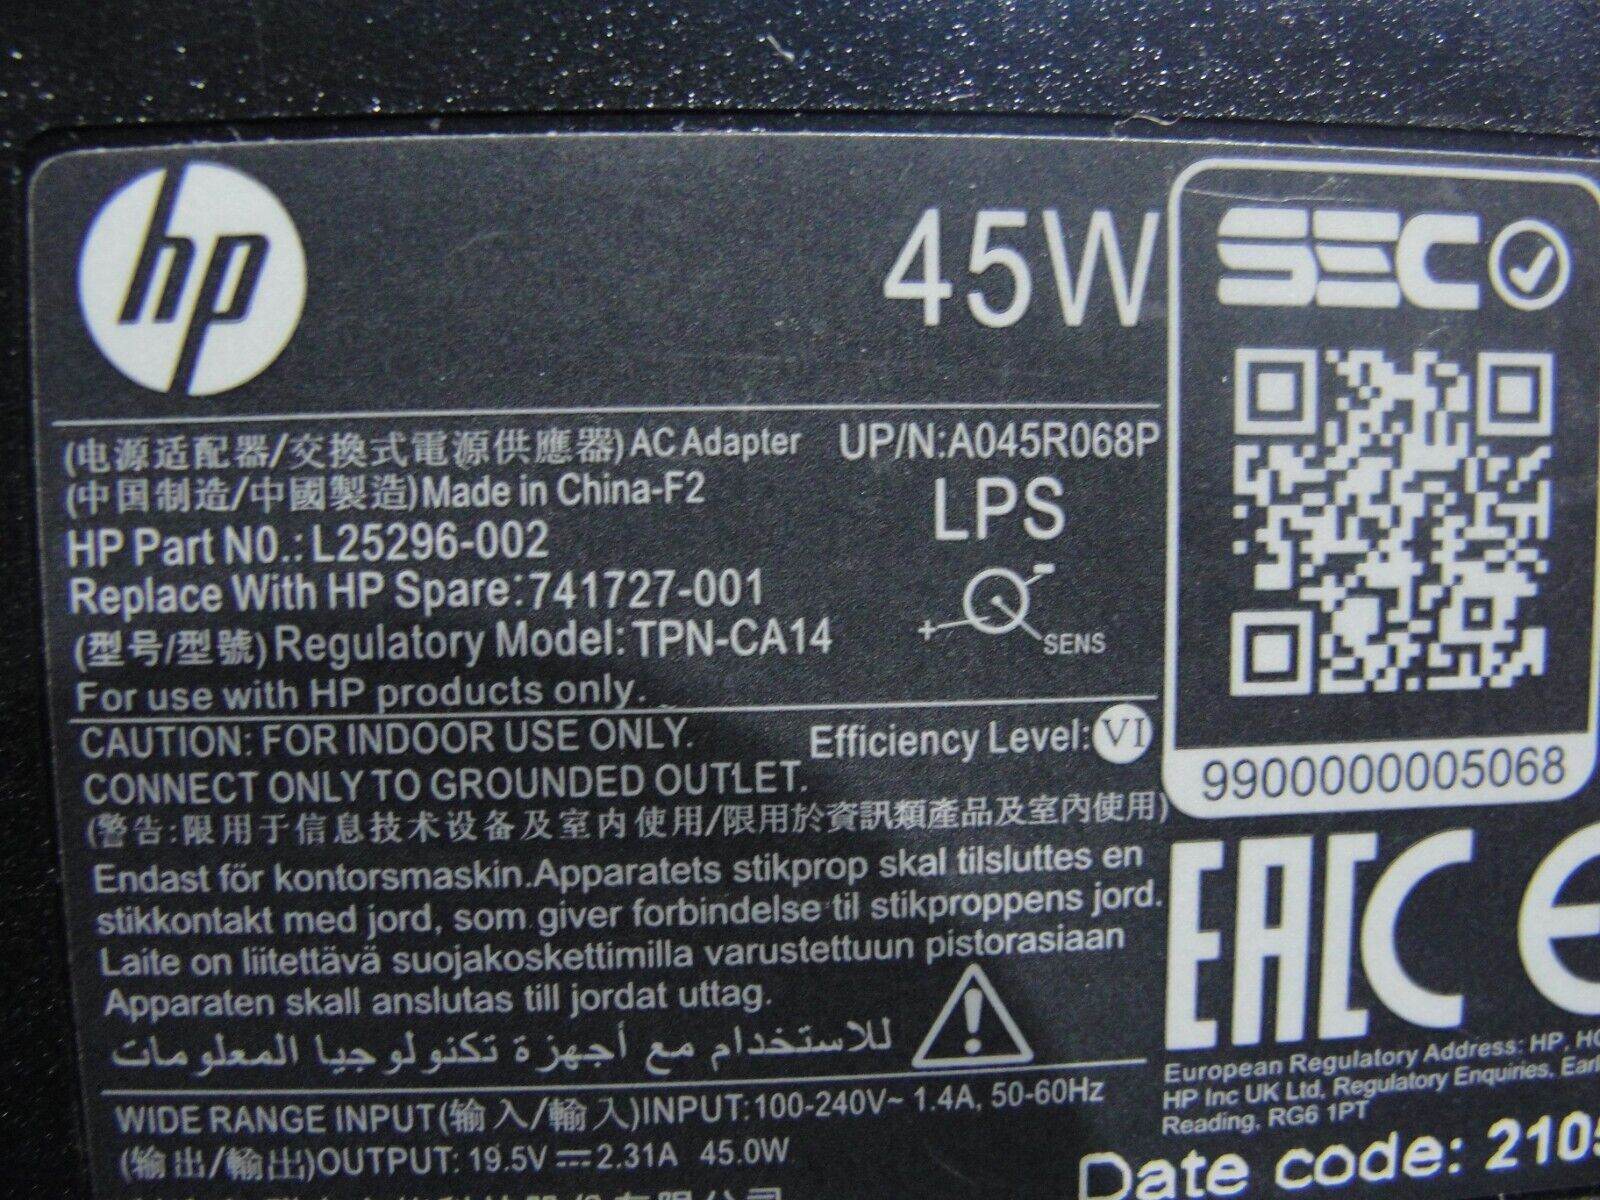 hp
45W
SEC
(电源适配器/交換式電源供應器) AC Adapter UP/N:A045R068P
(中国制造/中國製造)Made in China-F2
LPS
HP Part NO.: L25296-002
Replace With HP Spare:741727-001
+ - SENS
(型号/型號)Regulatory Model: TPN-CA14
For use with HP products only.
CAUTION: FOR INDOOR USE ONLY. Efficiency Level: VI
CONNECT ONLY TO GROUNDED OUTLET.
9900000005068
(警告:限用于信息技术设备及室内使用/限用於資訊類產品及室內使用)
Endast för kontorsmaskin.Apparatets stikprop skal tilsluttes en
stikkontakt med jord, som giver forbindelse til stikproppens jord.
Laite on liitettävä suojakoskettimilla varustettuun pistorasiaan
Apparaten skall anslutas till jordat uttag.
للاستخدام مع أجهزة تكنولوجيا المعلومات
EAC CE
European Regulatory Address: HP,
HP Inc UK Ltd, Regulatory Enquiries,
Reading, RG6 1PT
WIDE RANGE INPUT(输入/輸入)INPUT:100-240V~ 1.4A, 50-60Hz
(输出/輸出)OUTPUT: 19.5V⎓2.31A 45.0W
Date code: 2105